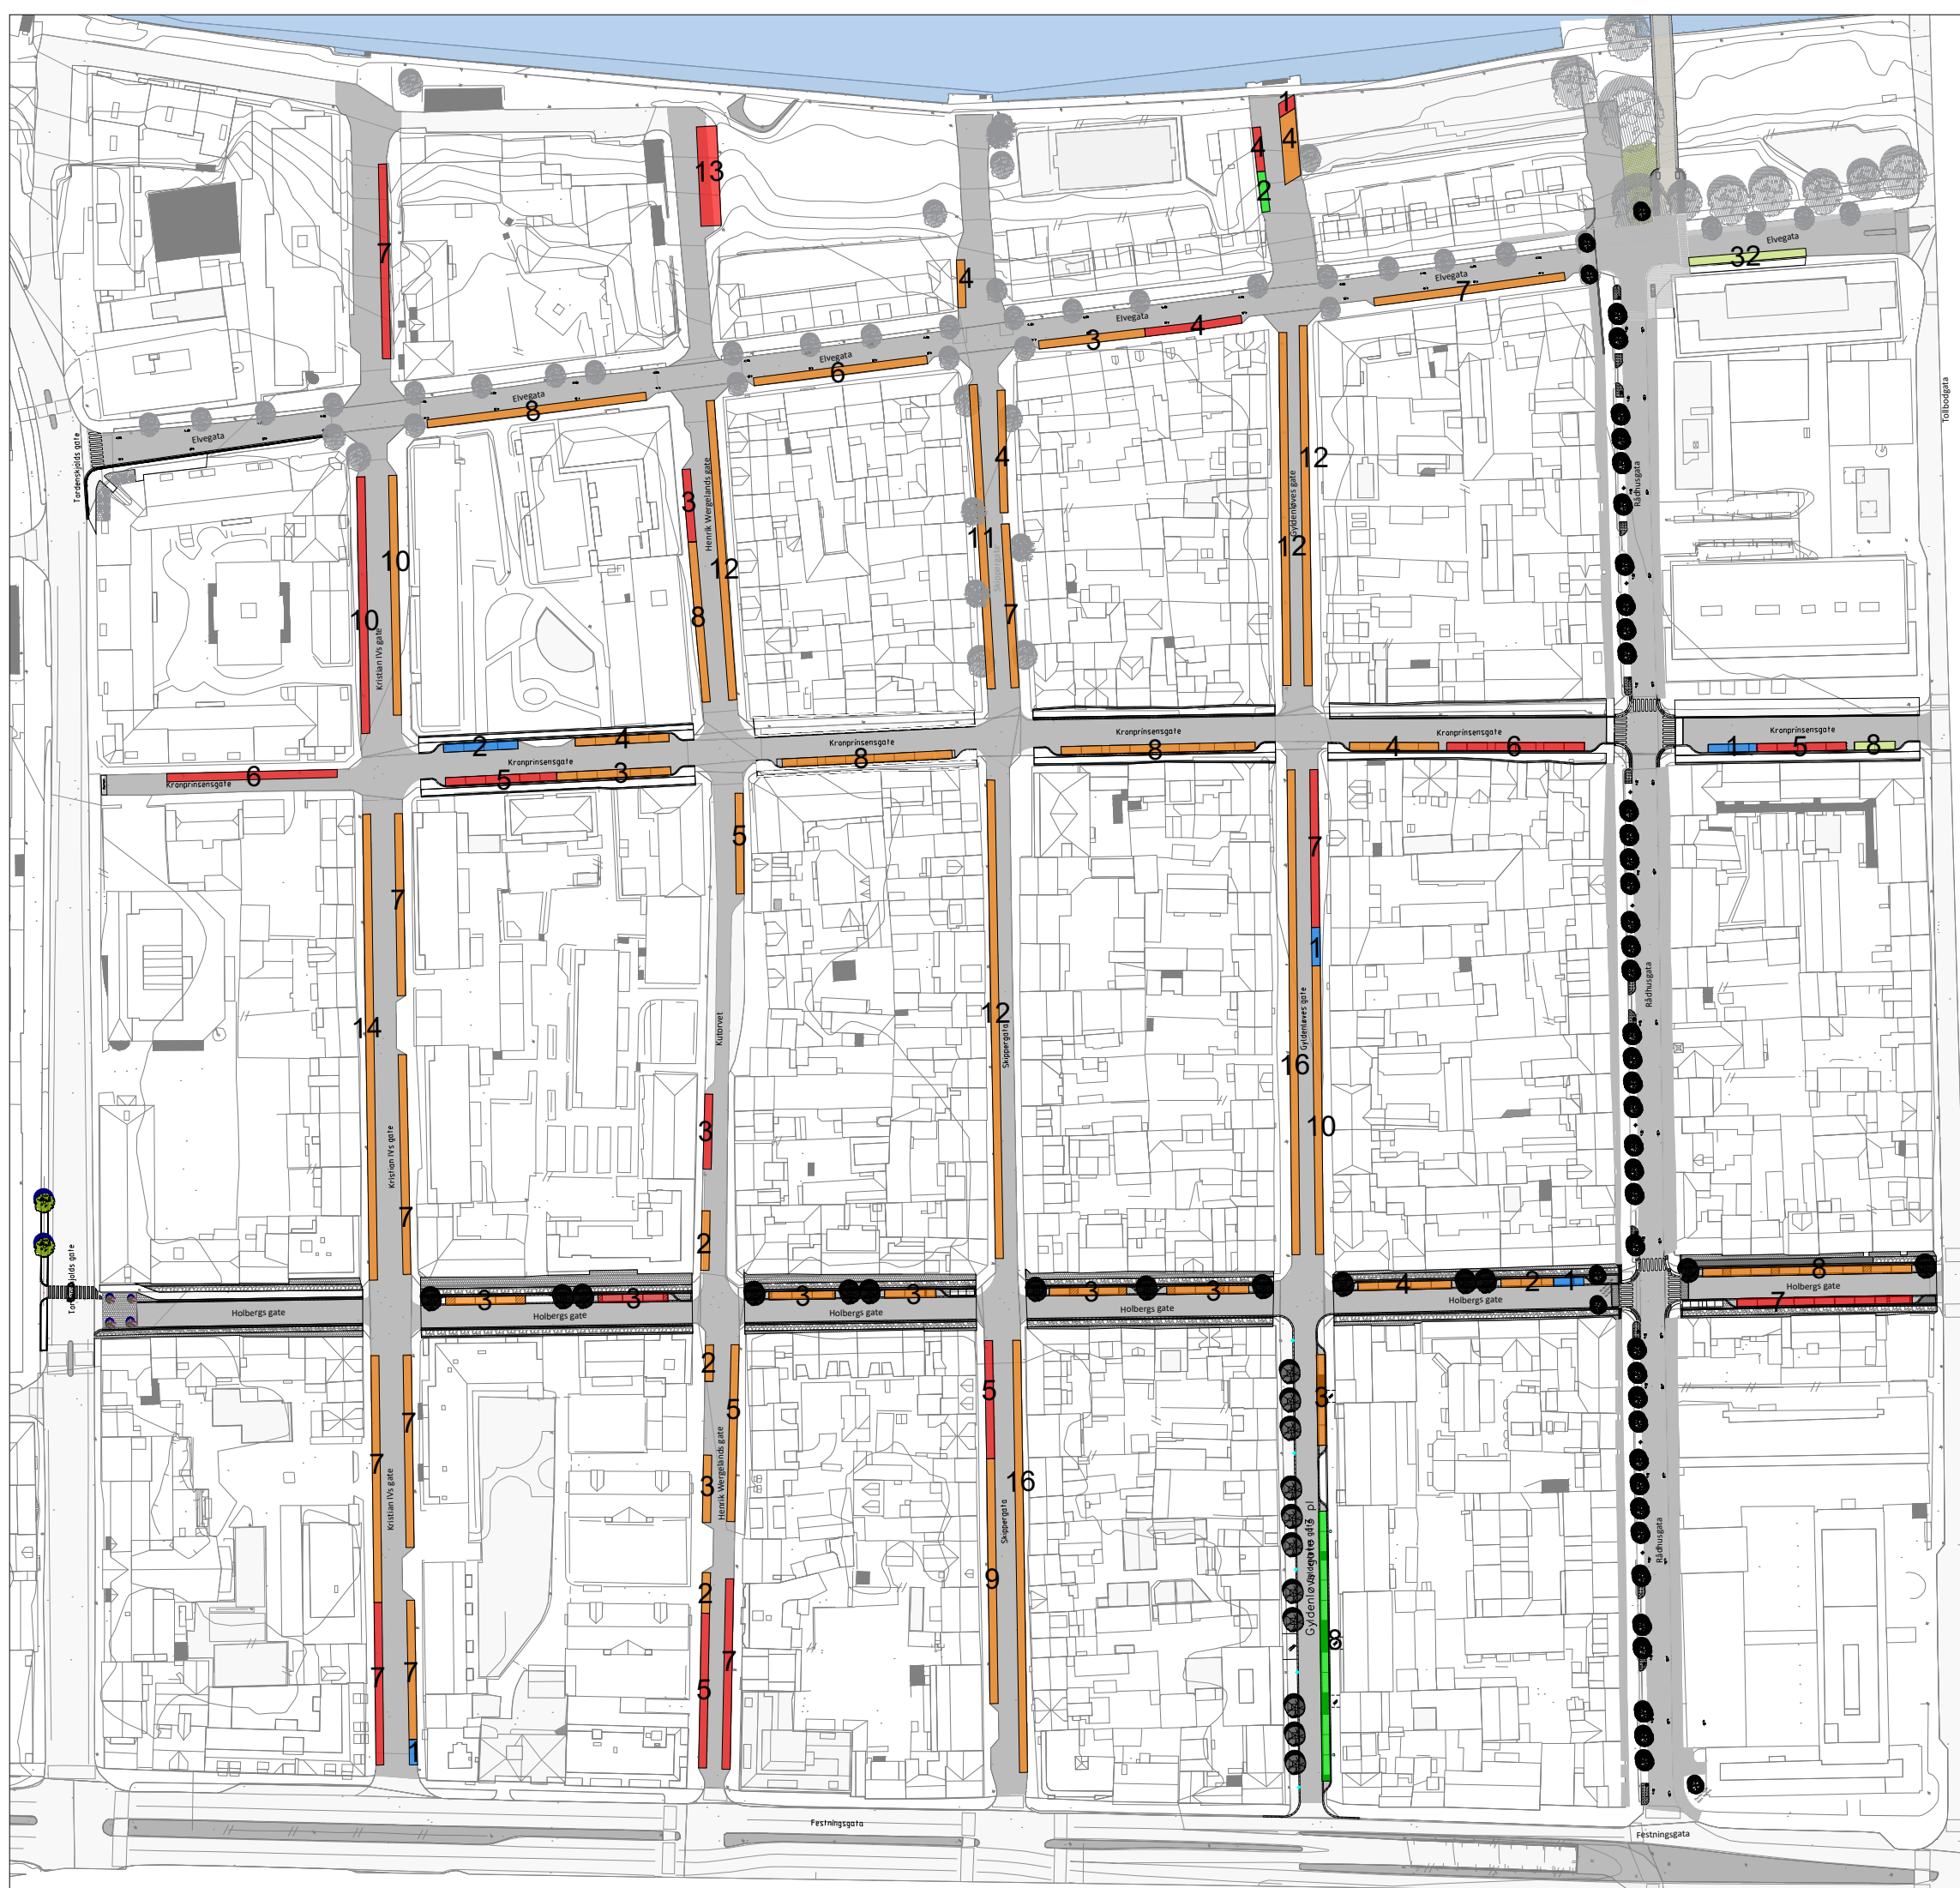 1
4
4
13
2
7
Elvegata
32
4
Elvegata
7
Elvegata
3
4
Elvegata
6
Elvegata
8
Elvegata
Tordenskjolds gate
Tollbodgata
12
4
Rådhusgata
3
Henrik Wergelands gate
Gyldenløves gate
11
12
10
12
Skippergata
10
8
7
Kristian IVs gate
Kronprinsensgate
8
Kronprinsensgate
4
6
Kronprinsensgate
1
5
8
2
4
Kronprinsensgate
8
Kronprinsensgate
5
3
6
Kronprinsensgate
5
7
7
1
Rådhusgata
14
12
Kutorvet
Skippergata
Gyldenløves gate
16
3
10
Kristian IVs gate
7
2
Tordenskjolds gate
8
Holbergs gate
7
4
2
1
Holbergs gate
3
3
Holbergs gate
3
3
Holbergs gate
3
3
Holbergs gate
Holbergs gate
2
5
5
3
7
7
3
16
Henrik Wergelands gate
Kristian IVs gate
Skippergata
Rådhusgata
9
2
8
7
7
7
5
1
Festningsgata
Festningsgata